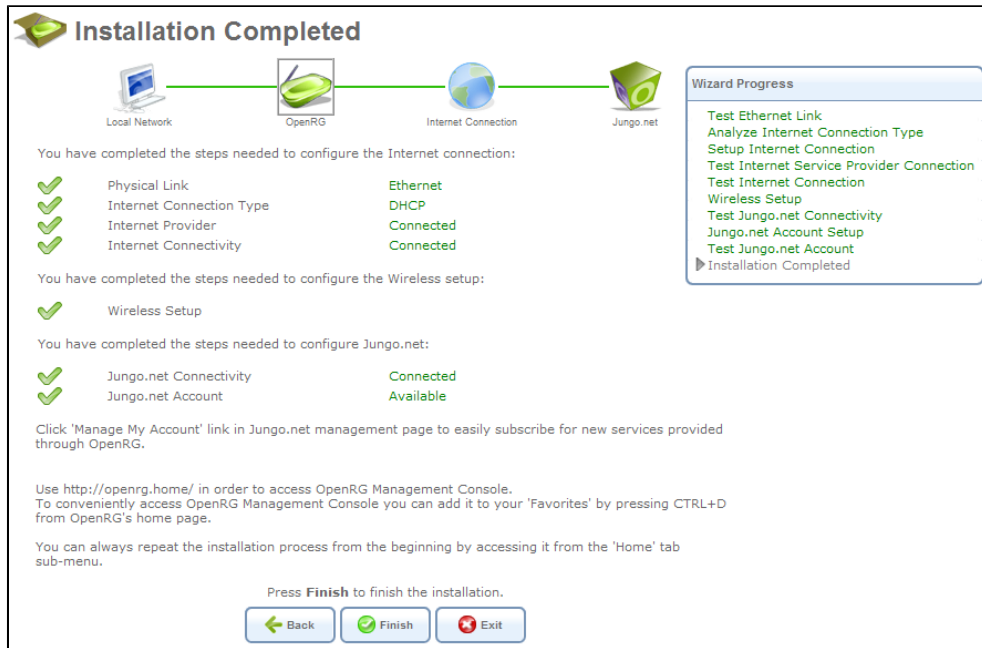 Installation Completed
Local Network
OpenRG
Internet Connection
Jungo.net
You have completed the steps needed to configure the Internet connection:
Physical Link Ethernet
Internet Connection Type DHCP
Internet Provider Connected
Internet Connectivity Connected
You have completed the steps needed to configure the Wireless setup:
Wireless Setup
You have completed the steps needed to configure Jungo.net:
Jungo.net Connectivity Connected
Jungo.net Account Available
Click 'Manage My Account' link in Jungo.net management page to easily subscribe for new services provided
through OpenRG.
Use http://openrg.home/ in order to access OpenRG Management Console.
To conveniently access OpenRG Management Console you can add it to your 'Favorites' by pressing CTRL+D
from OpenRG's home page.
You can always repeat the installation process from the beginning by accessing it from the 'Home' tab
sub-menu.
Press Finish to finish the installation.
Back
Finish
Exit
Wizard Progress
Test Ethernet Link
Analyze Internet Connection Type
Setup Internet Connection
Test Internet Service Provider Connection
Test Internet Connection
Wireless Setup
Test Jungo.net Connectivity
Jungo.net Account Setup
Test Jungo.net Account
Installation Completed